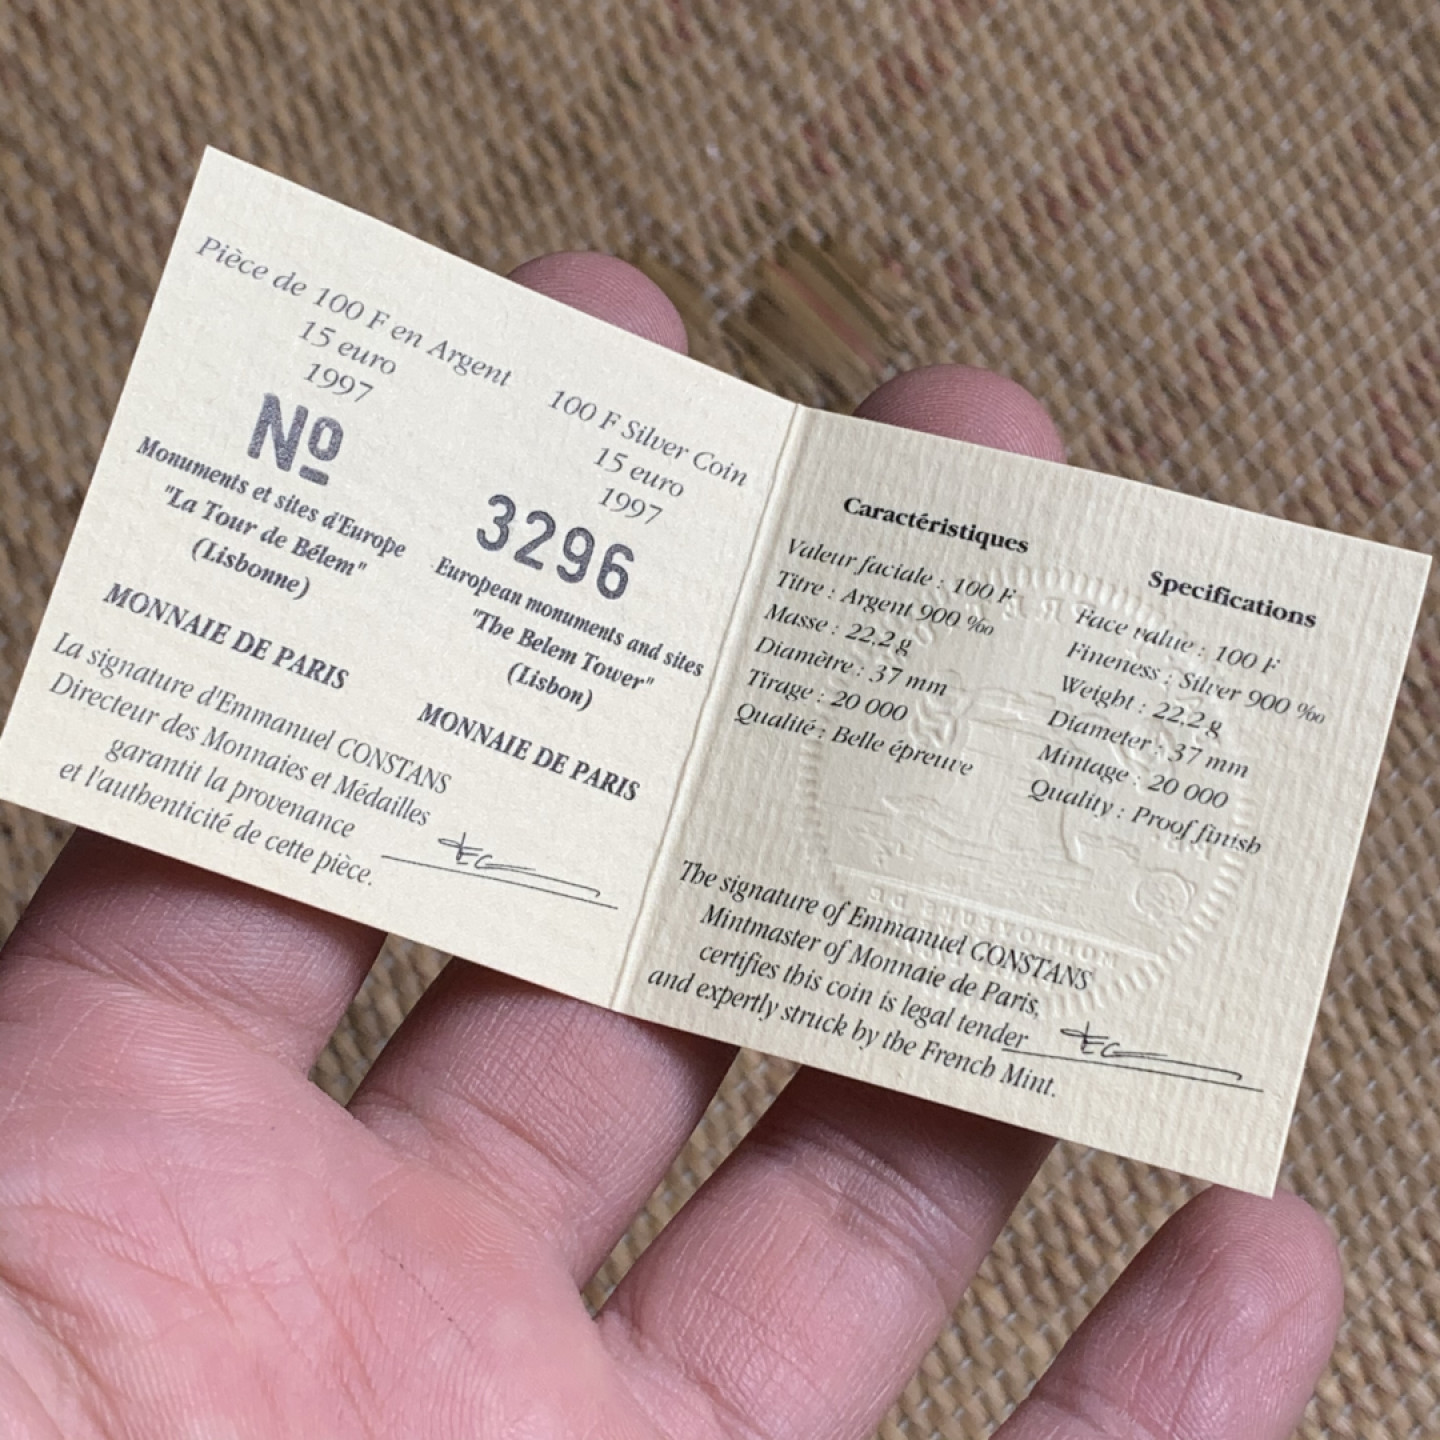 Pièce de 100 F en Argent
15 euro
1997
Nº
Monuments et sites d'Europe
"La Tour de Bélem"
(Lisbonne)
MONNAIE DE PARIS
La signature d'Emmanuel CONSTANS
Directeur des Monnaies et Médailles
garantit la provenance
et l'authenticité de cette pièce.
100 F Silver Coin
15 euro
1997
3296
European monuments and sites
"The Belem Tower"
(Lisbon)
MONNAIE DE PARIS
Caractéristiques
Valeur faciale : 100 F
Titre : Argent 900 ‰
Masse : 22,2 g
Diamètre : 37 mm
Tirage : 20 000
Qualité : Belle épreuve
Specifications
Face value : 100 F
Fineness : Silver 900 ‰
Weight : 22.2 g
Diameter : 37 mm
Mintage : 20 000
Quality : Proof finish
The signature of Emmanuel CONSTANS
Mintmaster of Monnaie de Paris,
certifies this coin is legal tender
and expertly struck by the French Mint.